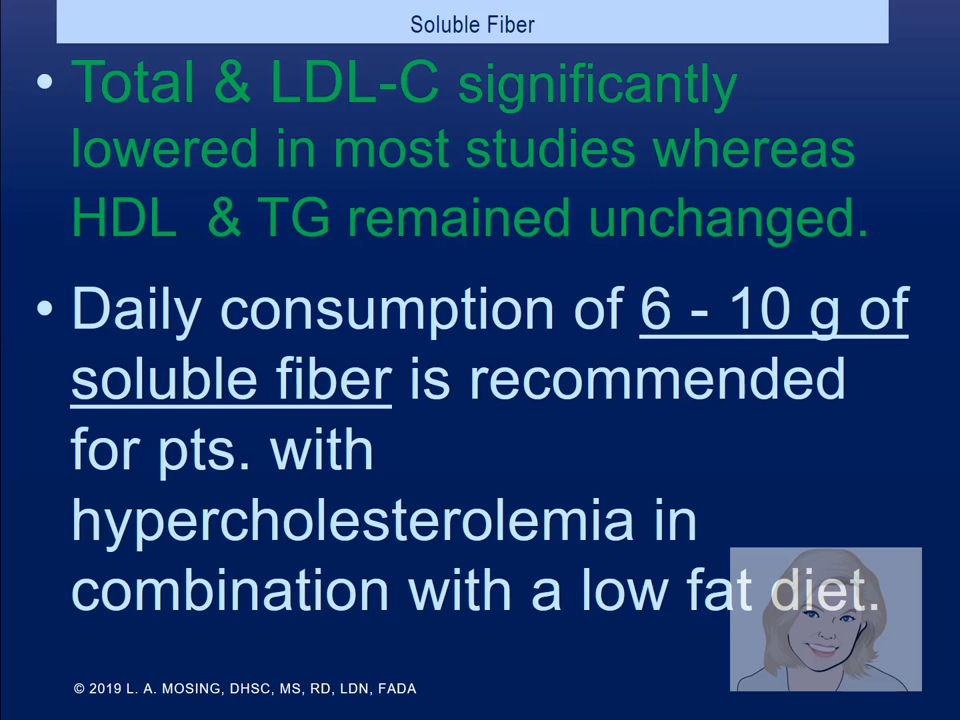 Soluble Fiber
• Total & LDL-C significantly
lowered in most studies whereas
HDL & TG remained unchanged.
• Daily consumption of 6 - 10 g of
soluble fiber is recommended
for pts. with
hypercholesterolemia in
combination with a low fat diet.
© 2019 L. A. MOSING, DHSC, MS, RD, LDN, FADA